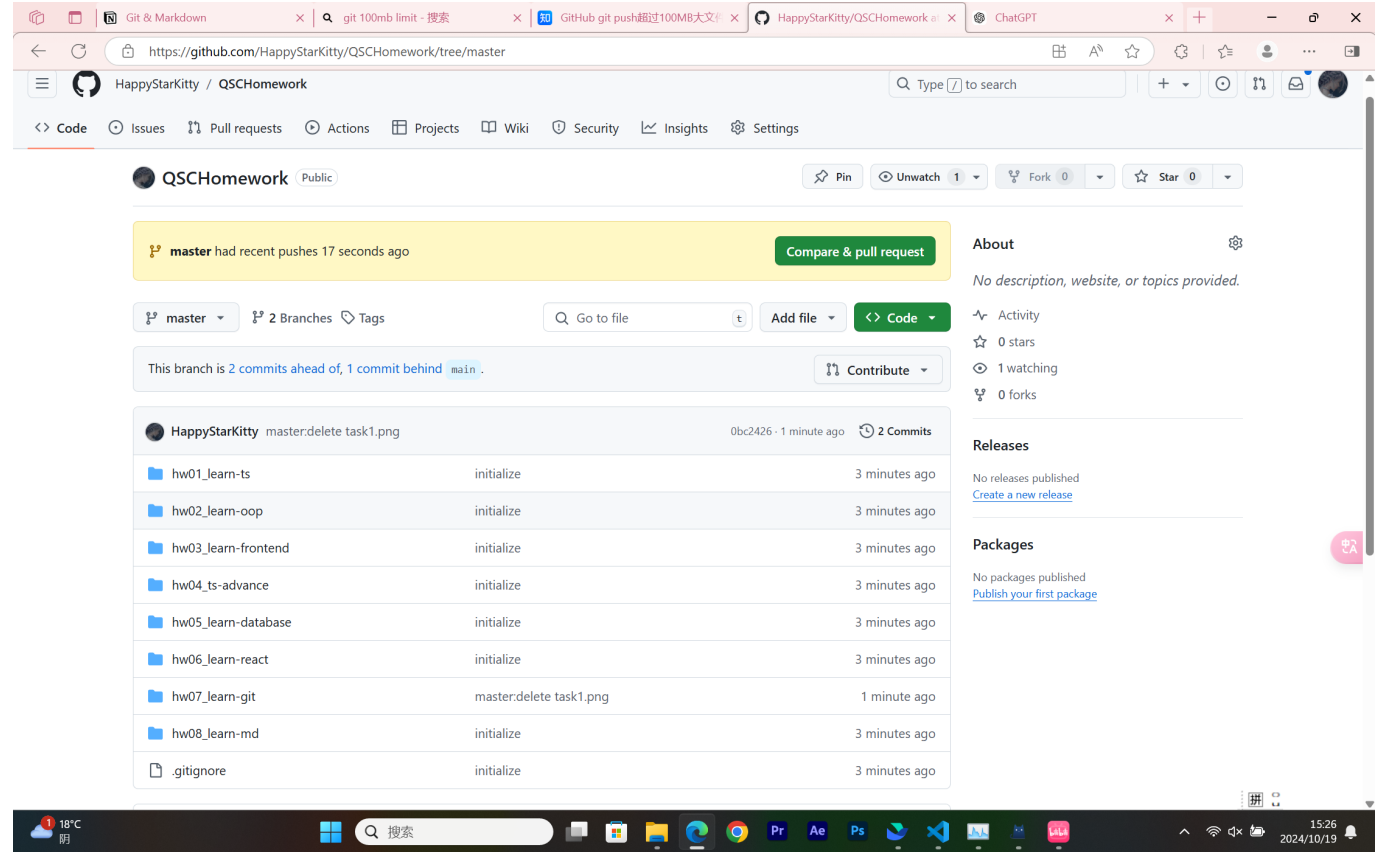 Git & Markdown
git 100mb limit - 搜索
GitHub git push超过100MB大文件
HappyStarKitty/QSCHomework at
ChatGPT
https://github.com/HappyStarKitty/QSCHomework/tree/master
HappyStarKitty / QSCHomework
Type / to search
Code Issues Pull requests Actions Projects Wiki Security Insights Settings
QSCHomework Public
Pin Unwatch 1 Fork 0 Star 0
master had recent pushes 17 seconds ago
Compare & pull request
master 2 Branches Tags
Go to file t
Add file
Code
This branch is 2 commits ahead of, 1 commit behind main .
Contribute
HappyStarKitty master:delete task1.png 0bc2426 · 1 minute ago 2 Commits
hw01_learn-ts initialize 3 minutes ago
hw02_learn-oop initialize 3 minutes ago
hw03_learn-frontend initialize 3 minutes ago
hw04_ts-advance initialize 3 minutes ago
hw05_learn-database initialize 3 minutes ago
hw06_learn-react initialize 3 minutes ago
hw07_learn-git master:delete task1.png 1 minute ago
hw08_learn-md initialize 3 minutes ago
.gitignore initialize 3 minutes ago
About
No description, website, or topics provided.
Activity
0 stars
1 watching
0 forks
Releases
No releases published
Create a new release
Packages
No packages published
Publish your first package
拼
1
18°C
阴
搜索
Pr
Ae
Ps
15:26
2024/10/19